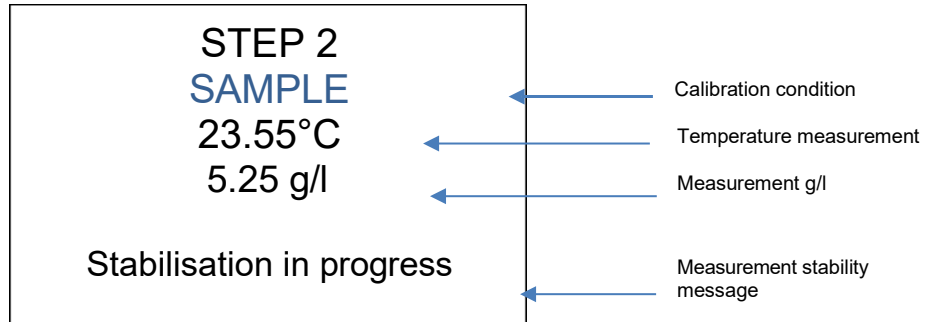 STEP 2
SAMPLE
23.55°C
5.25 g/l
Stabilisation in progress
Calibration condition
Temperature measurement
Measurement g/l
Measurement stability
message